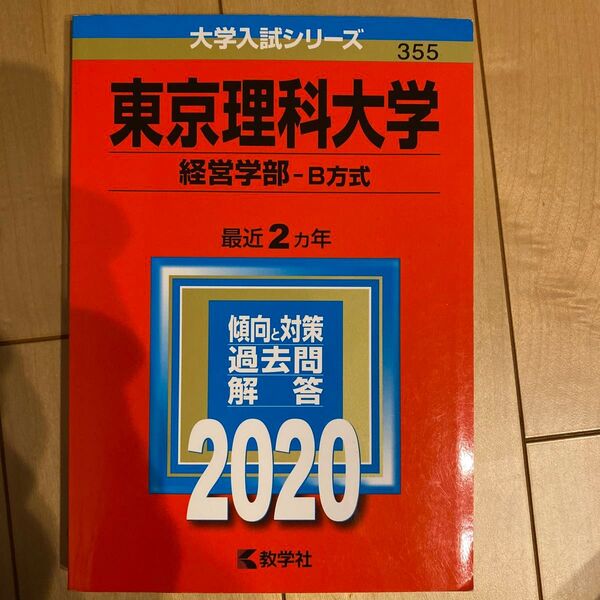 大学入試シリーズ
355
東京理科大学
経営学部-B方式
最近2カ年
傾向と対策
過去問
解答
2020
教学社